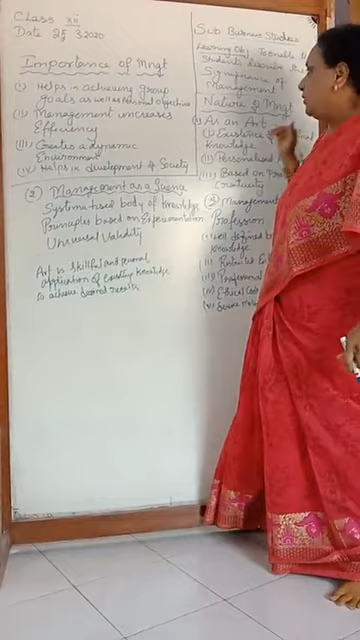 Class xii
Date 25 3 2020
Importance of Mngt
(i) Helps in achieving group
goals as well as Personal objectives
(ii) Management increases
Efficiency
(iii) Creates a dynamic
Environment
(iv) Helps in development of Society
(2) Management as a Science
Systematised body of knowledge
Principles based on Experimentation
Universal Validity
Art is skillful and personal
application of existing knowledge
to achieve desired results
Sub Business Studies
Learning Obj To enable
Students describe the
Significance of
Management
Nature of Mngt
As an Art
(i) Existence of
knowledge
(ii) Personalised
(iii) Based on
Creativity
(2) Management
Profession
(i) Well defined b
knowledge
(ii) Restricted
(iii) Professional
(iv) Ethical Code
(v)